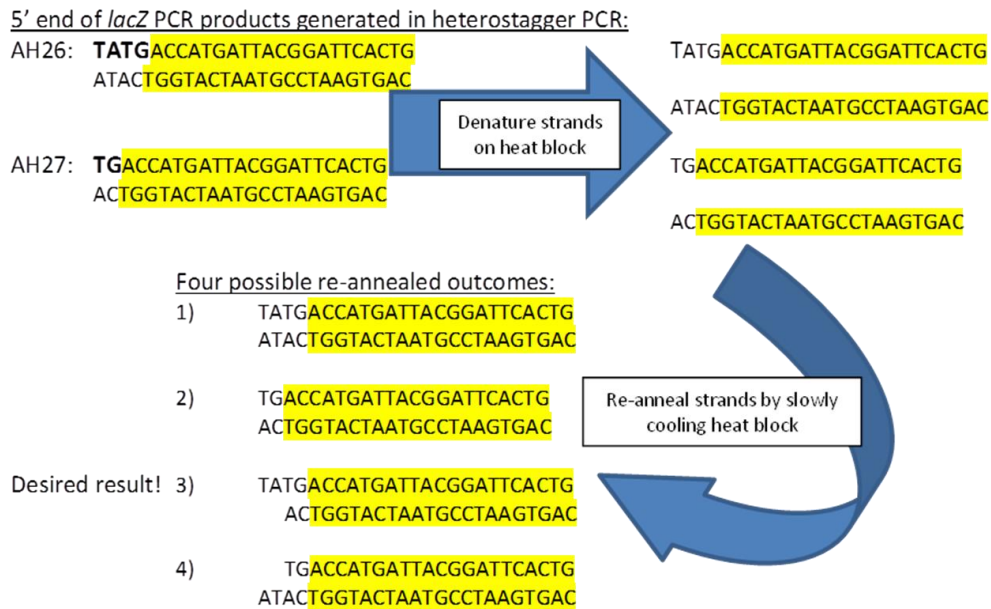 5’ end of lacZ PCR products generated in heterostagger PCR:
AH26: TATGACCATGATTACGGATTCACTG
ATACTGGTACTAATGCCTAAGTGAC
AH27: TGACCATGATTACGGATTCACTG
ACTGGTACTAATGCCTAAGTGAC
Denature strands
on heat block
TATGACCATGATTACGGATTCACTG
ATACTGGTACTAATGCCTAAGTGAC
TGACCATGATTACGGATTCACTG
ACTGGTACTAATGCCTAAGTGAC
Four possible re-annealed outcomes:
1) TATGACCATGATTACGGATTCACTG
ATACTGGTACTAATGCCTAAGTGAC
2) TGACCATGATTACGGATTCACTG
ACTGGTACTAATGCCTAAGTGAC
Re-anneal strands by slowly
cooling heat block
Desired result! 3) TATGACCATGATTACGGATTCACTG
ACTGGTACTAATGCCTAAGTGAC
4) TGACCATGATTACGGATTCACTG
ATACTGGTACTAATGCCTAAGTGAC